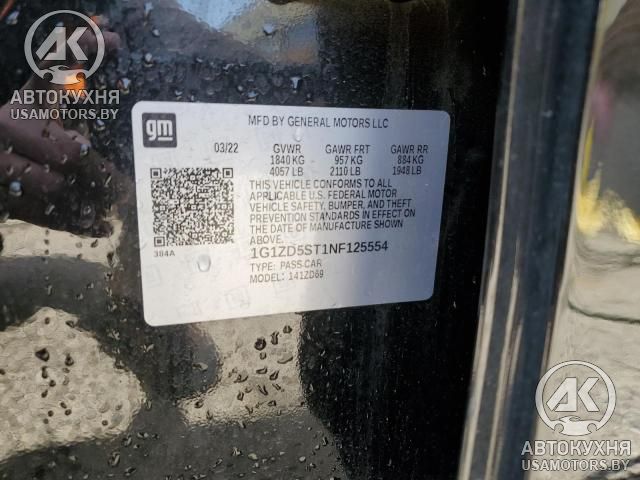 AK
АВТОКУХНЯ
USAMOTORS.BY
gm
MFD BY GENERAL MOTORS LLC
03/22 GVWR GAWR FRT GAWR RR
1840 KG 957 KG 884 KG
4057 LB 2110 LB 1948 LB
THIS VEHICLE CONFORMS TO ALL
APPLICABLE U.S. FEDERAL MOTOR
VEHICLE SAFETY, BUMPER, AND THEFT
PREVENTION STANDARDS IN EFFECT ON
THE DATE OF MANUFACTURE SHOWN
ABOVE.
384A
1G1ZD5ST1NF125554
TYPE: PASS CAR
MODEL: 141ZD69
AK
АВТОКУХНЯ
USAMOTORS.BY